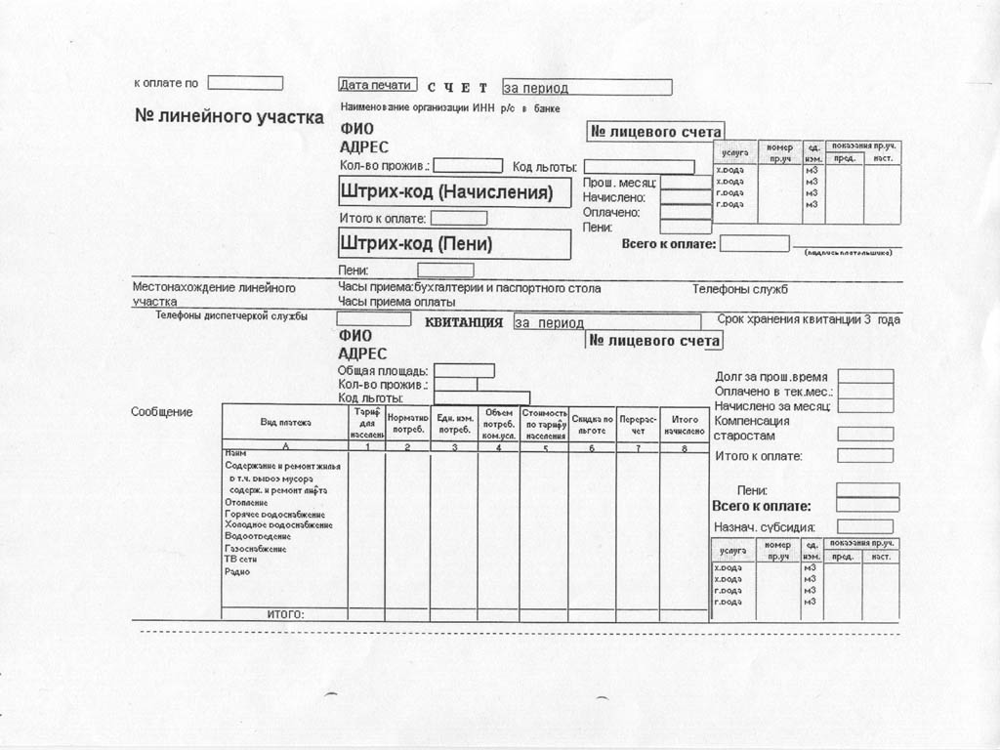 к оплате по
Дата печати С Ч Е Т за период
№ линейного участка
Наименование организации ИНН р/с в банке
ФИО
№ лицевого счета
АДРЕС
Кол-во прожив.: Код льготы:
Штрих-код (Начисления)
Прош. месяц:
Начислено:
Оплачено:
Пени:
Итого к оплате:
Штрих-код (Пени)
Всего к оплате:
(подпись плательщика)
Пени:
услуга номер пр.уч ед. изм. показания пр.уч.
пред. наст.
х.вода м3
х.вода м3
г.вода м3
г.вода м3
Местонахождение линейного
участка
Часы приема:бухгалтерии и паспортного стола
Часы приема оплаты
Телефоны служб
Телефоны диспетчеркой службы
КВИТАНЦИЯ за период
Срок хранения квитанции 3 года
ФИО
№ лицевого счета
АДРЕС
Общая площадь:
Кол-во прожив.:
Код льготы:
Сообщение
Вид платежа Тариф для населен Норматив потреб. Един. изм. потреб. Объем потреб. ком.усл. Стоимость по тарифу населения Скидка по льготе Перерас-чет Итого начислено
А 1 2 3 4 5 6 7 8
Наим
Содержание и ремонт жилья
в т.ч. вывоз мусора
содерж. и ремонт лифта
Отопление
Горячее водоснабжение
Холодное водоснабжение
Водоотведение
Газоснабжение
ТВ сети
Радио
ИТОГО:
Долг за прош.время
Оплачено в тек.мес.:
Начислено за месяц:
Компенсация
старостам
Итого к оплате:
Пени:
Всего к оплате:
Назнач. субсидия:
услуга номер пр.уч ед. изм. показания пр.уч.
пред. наст.
х.вода м3
х.вода м3
г.вода м3
г.вода м3